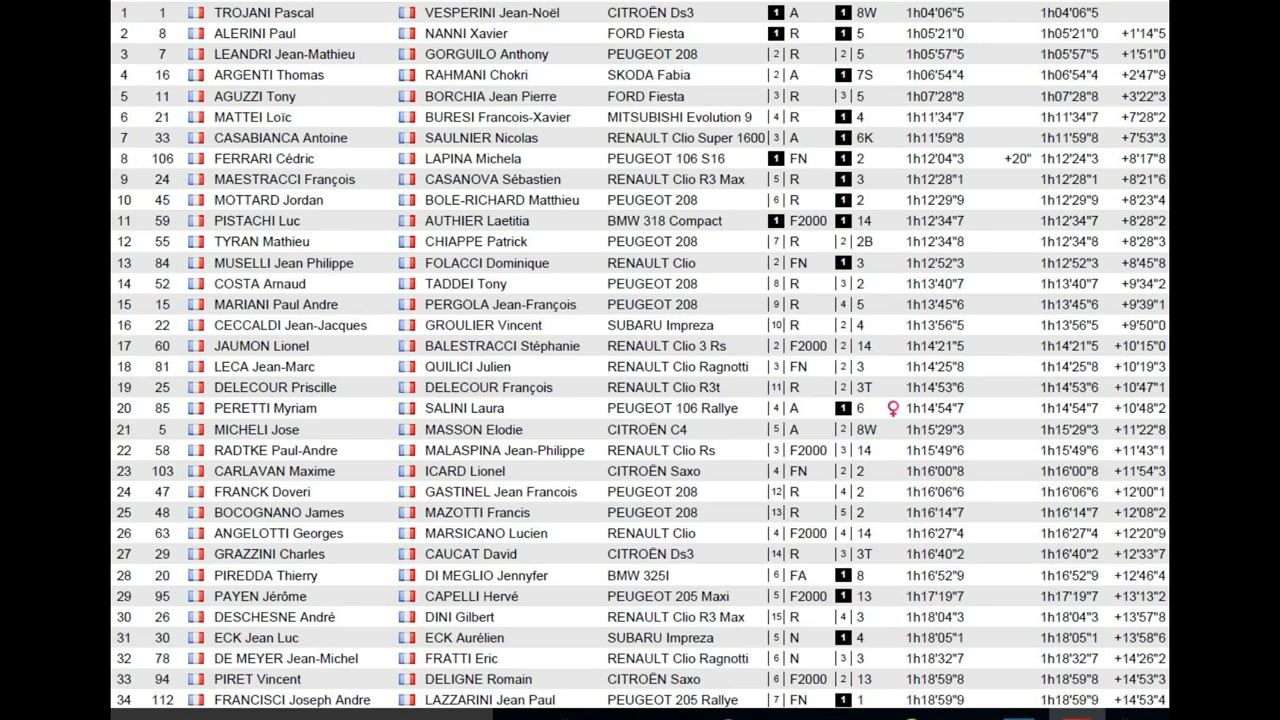 1 1 TROJANI Pascal VESPERINI Jean-Noël CITROËN Ds3 1 A 1 8W 1h04'06"5 1h04'06"5
2 8 ALERINI Paul NANNI Xavier FORD Fiesta 1 R 1 5 1h05'21"0 1h05'21"0 +1'14"5
3 7 LEANDRI Jean-Mathieu GORGUILO Anthony PEUGEOT 208 2 R 2 5 1h05'57"5 1h05'57"5 +1'51"0
4 16 ARGENTI Thomas RAHMANI Chokri SKODA Fabia 2 A 1 7S 1h06'54"4 1h06'54"4 +2'47"9
5 11 AGUZZI Tony BORCHIA Jean Pierre FORD Fiesta 3 R 3 5 1h07'28"8 1h07'28"8 +3'22"3
6 21 MATTEI Loïc BURESI Francois-Xavier MITSUBISHI Evolution 9 4 R 1 4 1h11'34"7 1h11'34"7 +7'28"2
7 33 CASABIANCA Antoine SAULNIER Nicolas RENAULT Clio Super 1600 3 A 1 6K 1h11'59"8 1h11'59"8 +7'53"3
8 106 FERRARI Cédric LAPINA Michela PEUGEOT 106 S16 1 FN 1 2 1h12'04"3 +20" 1h12'24"3 +8'17"8
9 24 MAESTRACCI François CASANOVA Sébastien RENAULT Clio R3 Max 5 R 1 3 1h12'28"1 1h12'28"1 +8'21"6
10 45 MOTTARD Jordan BOLE-RICHARD Matthieu PEUGEOT 208 6 R 1 2 1h12'29"9 1h12'29"9 +8'23"4
11 59 PISTACHI Luc AUTHIER Laetitia BMW 318 Compact 1 F2000 1 14 1h12'34"7 1h12'34"7 +8'28"2
12 55 TYRAN Mathieu CHIAPPE Patrick PEUGEOT 208 7 R 2 2B 1h12'34"8 1h12'34"8 +8'28"3
13 84 MUSELLI Jean Philippe FOLACCI Dominique RENAULT Clio 2 FN 1 3 1h12'52"3 1h12'52"3 +8'45"8
14 52 COSTA Arnaud TADDEI Tony PEUGEOT 208 8 R 3 2 1h13'40"7 1h13'40"7 +9'34"2
15 15 MARIANI Paul Andre PERGOLA Jean-François PEUGEOT 208 9 R 4 5 1h13'45"6 1h13'45"6 +9'39"1
16 22 CECCALDI Jean-Jacques GROULIER Vincent SUBARU Impreza 10 R 2 4 1h13'56"5 1h13'56"5 +9'50"0
17 60 JAUMON Lionel BALESTRACCI Stéphanie RENAULT Clio 3 Rs 2 F2000 2 14 1h14'21"5 1h14'21"5 +10'15"0
18 81 LECA Jean-Marc QUILICI Julien RENAULT Clio Ragnotti 3 FN 2 3 1h14'25"8 1h14'25"8 +10'19"3
19 25 DELECOUR Priscille DELECOUR François RENAULT Clio R3t 11 R 2 3T 1h14'53"6 1h14'53"6 +10'47"1
20 85 PERETTI Myriam SALINI Laura PEUGEOT 106 Rallye 4 A 1 6 ♀ 1h14'54"7 1h14'54"7 +10'48"2
21 5 MICHELI Jose MASSON Elodie CITROËN C4 5 A 2 8W 1h15'29"3 1h15'29"3 +11'22"8
22 58 RADTKE Paul-Andre MALASPINA Jean-Philippe RENAULT Clio Rs 3 F2000 3 14 1h15'49"6 1h15'49"6 +11'43"1
23 103 CARLAVAN Maxime ICARD Lionel CITROËN Saxo 4 FN 2 2 1h16'00"8 1h16'00"8 +11'54"3
24 47 FRANCK Doveri GASTINEL Jean Francois PEUGEOT 208 12 R 4 2 1h16'06"6 1h16'06"6 +12'00"1
25 48 BOCOGNANO James MAZOTTI Francis PEUGEOT 208 13 R 5 2 1h16'14"7 1h16'14"7 +12'08"2
26 63 ANGELOTTI Georges MARSICANO Lucien RENAULT Clio 4 F2000 4 14 1h16'27"4 1h16'27"4 +12'20"9
27 29 GRAZZINI Charles CAUCAT David CITROËN Ds3 14 R 3 3T 1h16'40"2 1h16'40"2 +12'33"7
28 20 PIREDDA Thierry DI MEGLIO Jennyfer BMW 325I 6 FA 1 8 1h16'52"9 1h16'52"9 +12'46"4
29 95 PAYEN Jérôme CAPELLI Hervé PEUGEOT 205 Maxi 5 F2000 1 13 1h17'19"7 1h17'19"7 +13'13"2
30 26 DESCHESNE André DINI Gilbert RENAULT Clio R3 Max 15 R 4 3 1h18'04"3 1h18'04"3 +13'57"8
31 30 ECK Jean Luc ECK Aurélien SUBARU Impreza 5 N 1 4 1h18'05"1 1h18'05"1 +13'58"6
32 78 DE MEYER Jean-Michel FRATTI Eric RENAULT Clio Ragnotti 6 N 3 3 1h18'32"7 1h18'32"7 +14'26"2
33 94 PIRET Vincent DELIGNE Romain CITROËN Saxo 6 F2000 2 13 1h18'59"8 1h18'59"8 +14'53"3
34 112 FRANCISCI Joseph Andre LAZZARINI Jean Paul PEUGEOT 205 Rallye 7 FN 1 1 1h18'59"9 1h18'59"9 +14'53"4